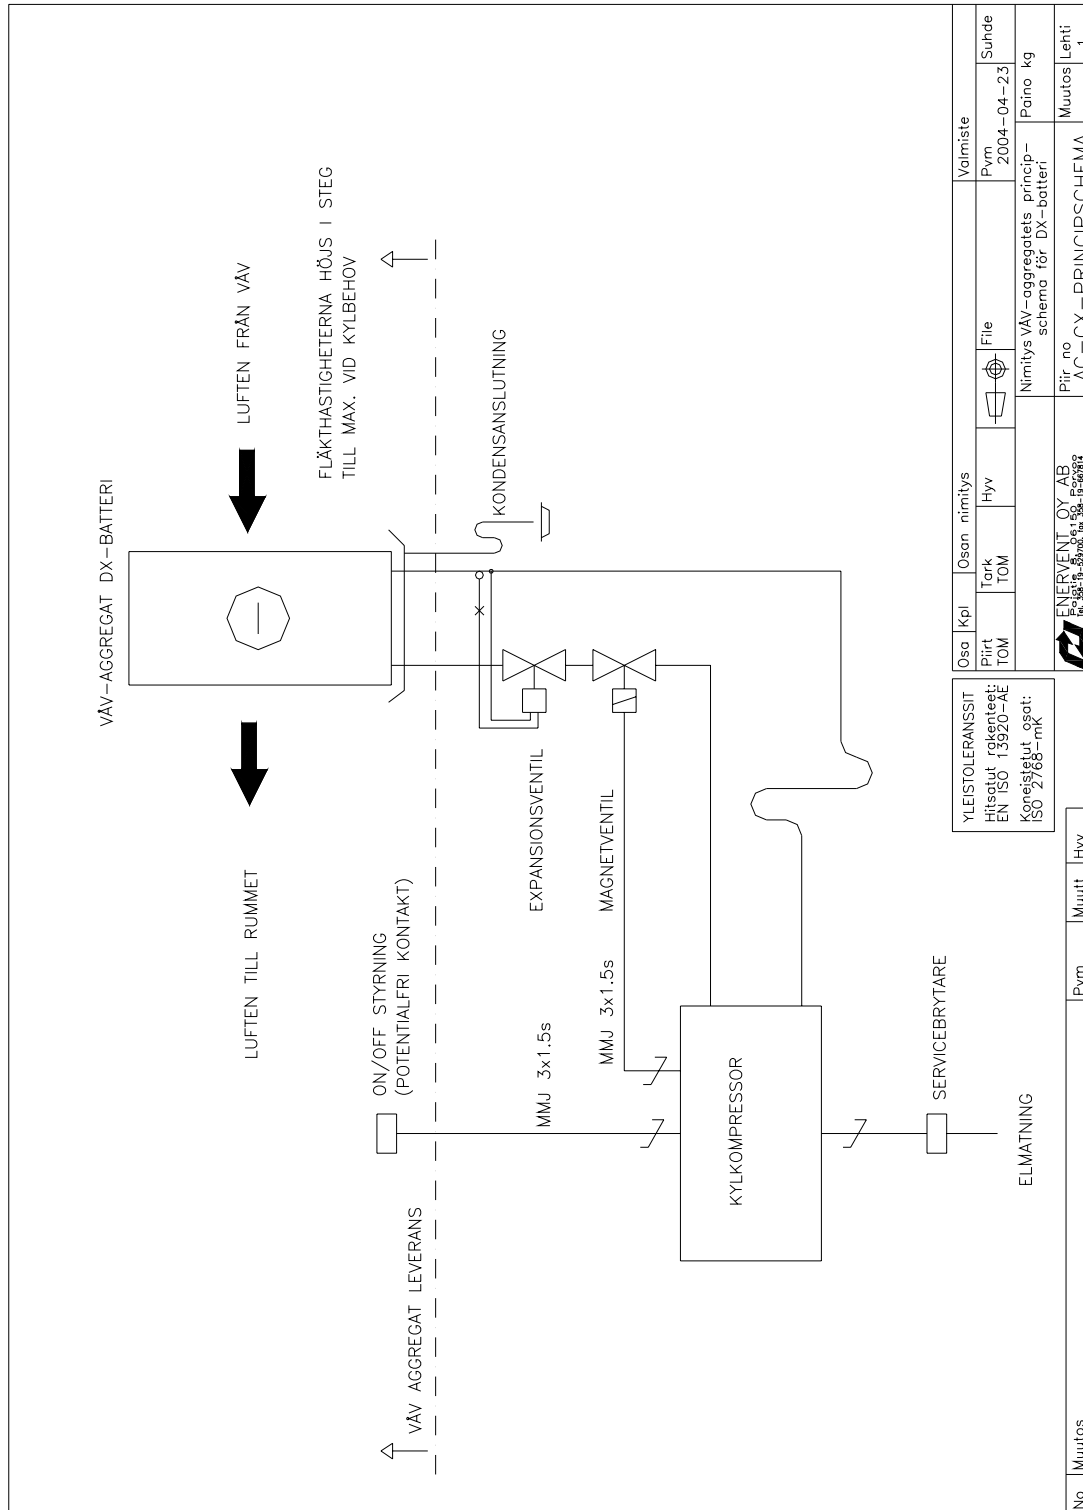 VÅV-AGGREGAT DX-BATTERI
LUFTEN TILL RUMMET
LUFTEN FRÅN VÅV
FLÄKTHASTIGHETERNA HÖJS I STEG
TILL MAX. VID KYLBEHOV
ON/OFF STYRNING
(POTENTIALFRI KONTAKT)
VÅV AGGREGAT LEVERANS
KONDENSANSLUTNING
EXPANSIONSVENTIL
MAGNETVENTIL
MMJ 3x1.5s
MMJ 3x1.5s
KYLKOMPRESSOR
SERVICEBRYTARE
ELMATNING
YLEISTOLERANSSIT
Hitsatut rakenteet:
EN ISO 13920-AE
Koneistetut osat:
ISO 2768-mK
Osa Kpl Osan nimitys Valmiste
Piirt Tark Hyv File Pvm Suhde
TOM TOM 2004-04-23
Nimitys VÅV-aggregatets princip- Paino kg
schema för DX-batteri
ENERVENT OY AB
Piir no Muutos Lehti
AC-CX-PRINCIPSCHEMA 1
No Muutos Pvm Muutt Hyv